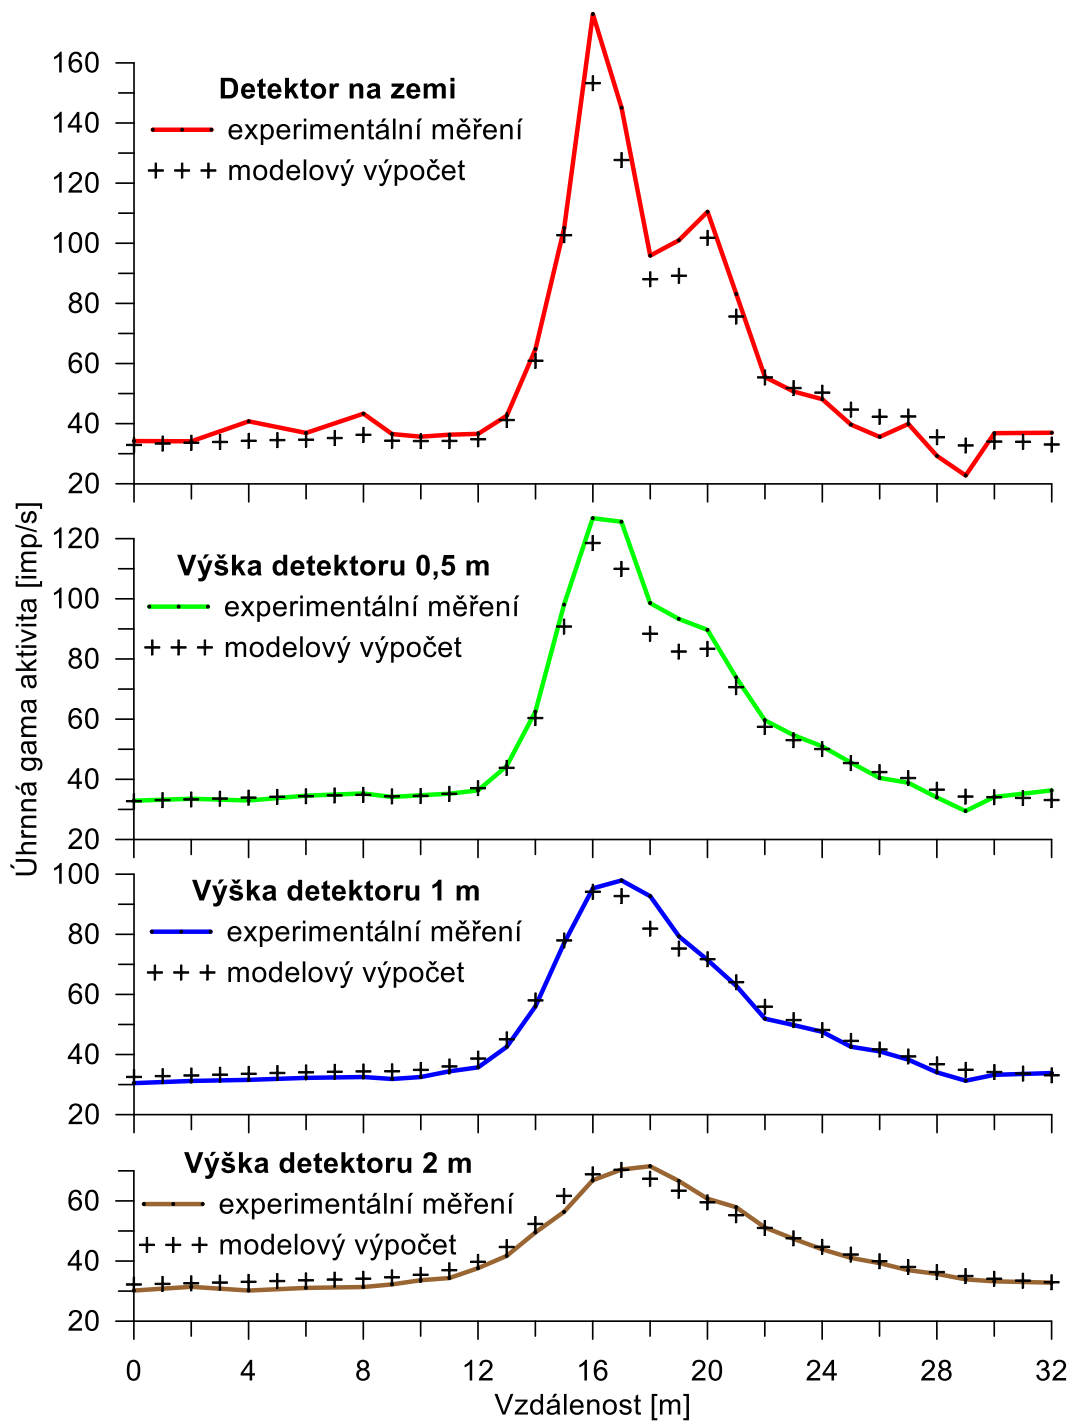 160
140
120
100
80
60
40
20
Detektor na zemi
experimentální měření
modelový výpočet
Úhrnná gama aktivita [imp/s]
120
100
80
60
40
20
Výška detektoru 0,5 m
experimentální měření
modelový výpočet
100
80
60
40
20
Výška detektoru 1 m
experimentální měření
modelový výpočet
60
40
20
Výška detektoru 2 m
experimentální měření
modelový výpočet
0 4 8 12 16 20 24 28 32
Vzdálenost [m]